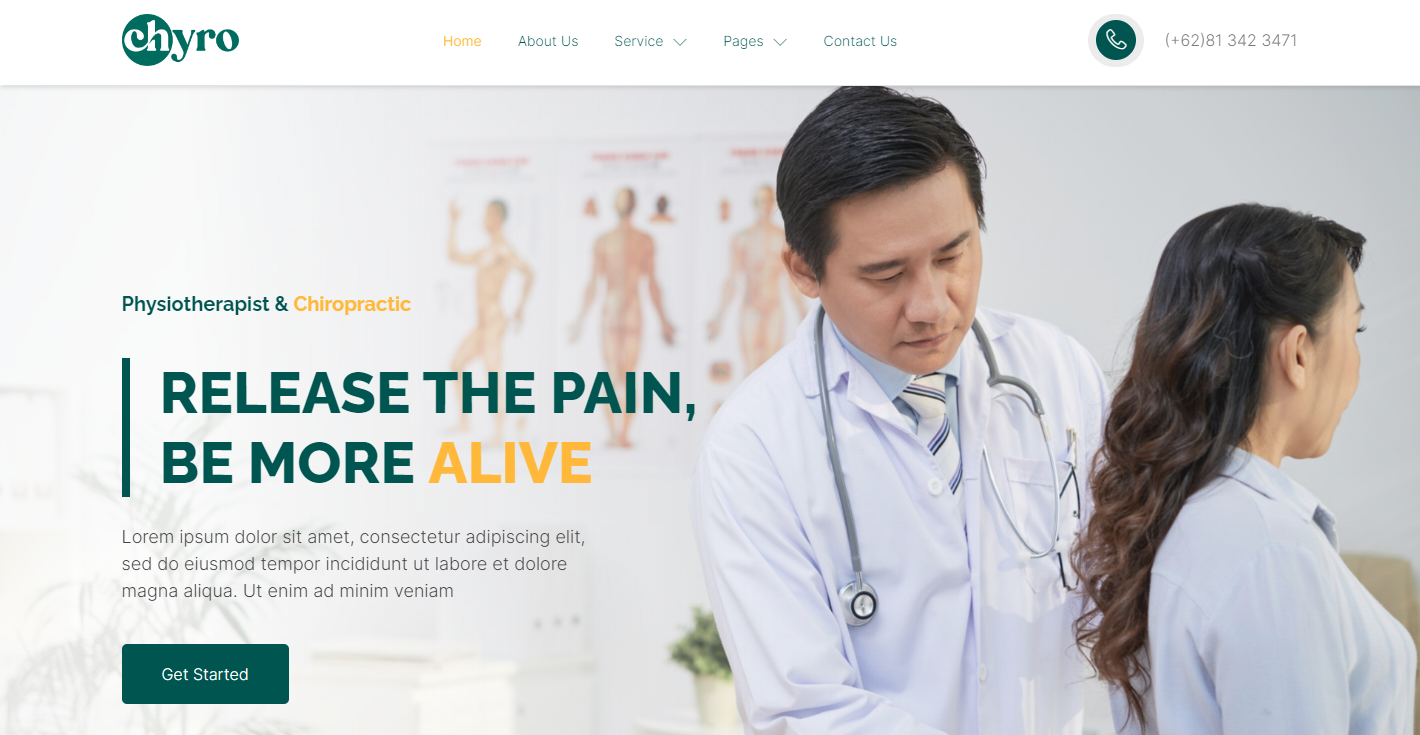 chyro
Home
About Us
Service
Pages
Contact Us
(+62)81 342 3471
Physiotherapist & Chiropractic
RELEASE THE PAIN,
BE MORE ALIVE
Lorem ipsum dolor sit amet, consectetur adipiscing elit,
sed do eiusmod tempor incididunt ut labore et dolore
magna aliqua. Ut enim ad minim veniam
Get Started